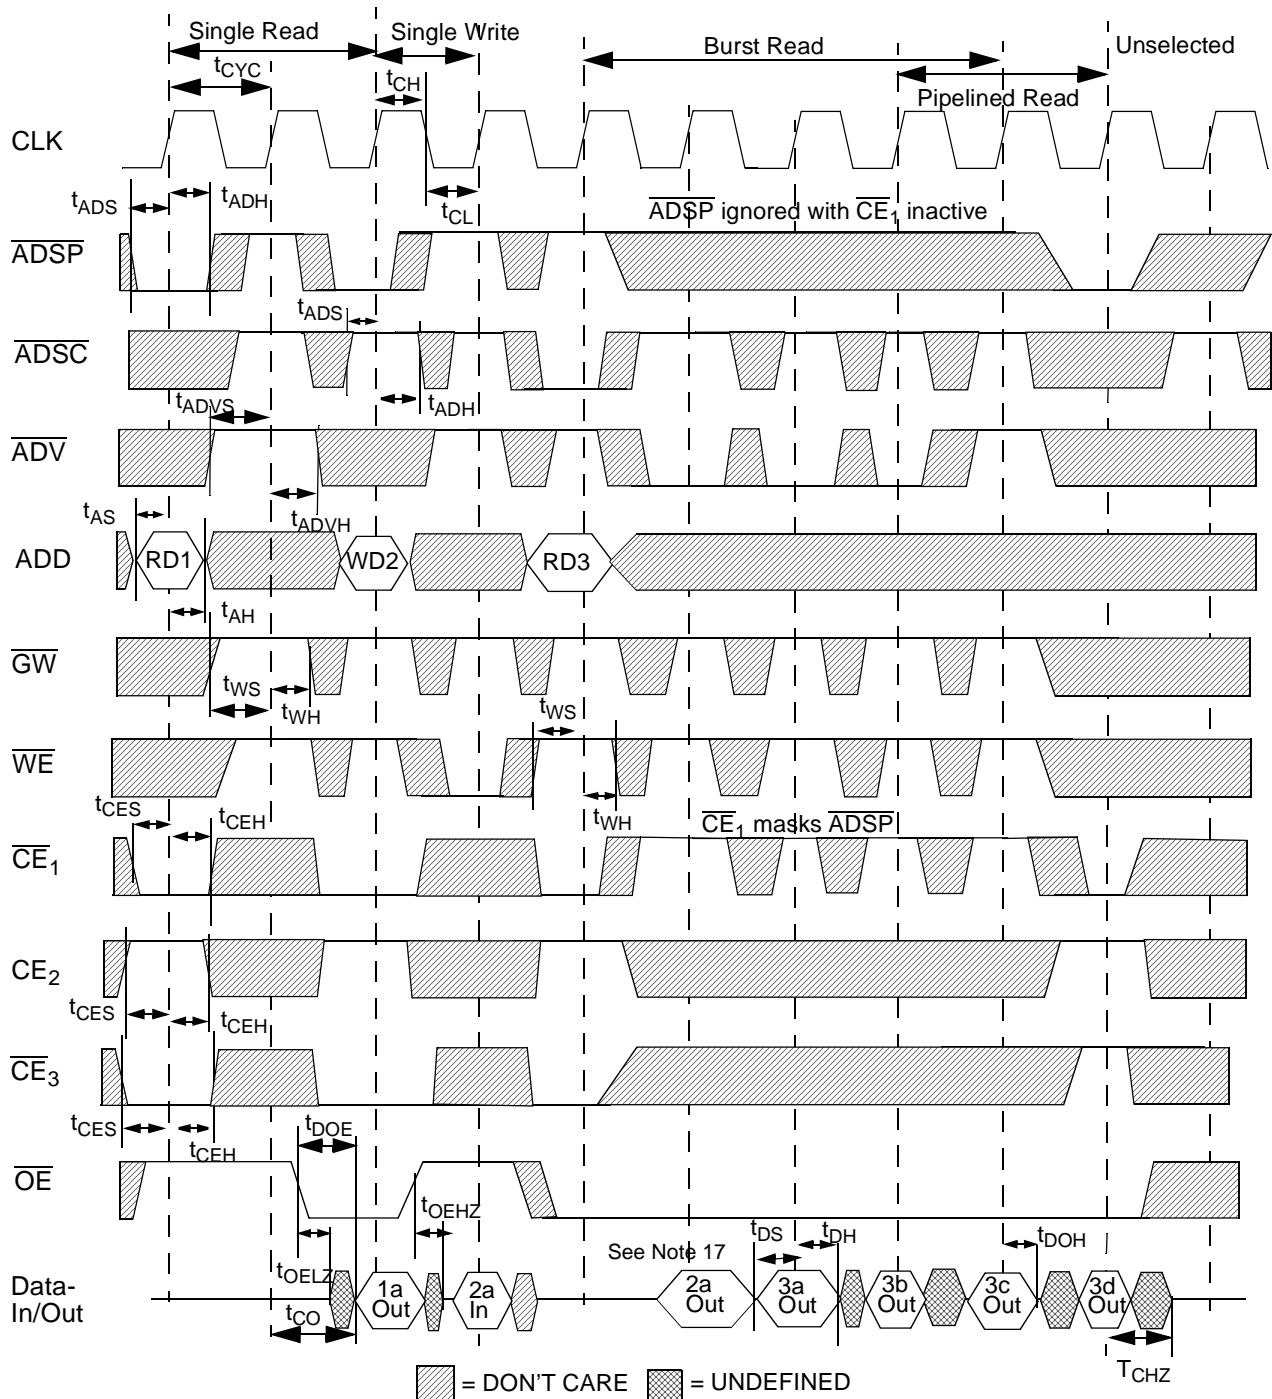 Single Read
Single Write
Burst Read
Unselected
tCYC
tCH
Pipelined Read
CLK
tADS
tADH
tCL
ADSP ignored with CE1 inactive
ADSP
tADS
ADSC
tADVS
tADH
ADV
tAS
tADVH
ADD
RD1
WD2
RD3
tAH
GW
tWS
tWH
tWS
WE
tCES
tCEH
tWH
CE1 masks ADSP
CE1
CE2
tCES
tCEH
CE3
tCES
tCEH
tDOE
OE
tOEHZ
See Note 17
tDS
tDH
tDOH
tOELZ
Data-
In/Out
1a
Out
2a
In
2a
Out
3a
Out
3b
Out
3c
Out
3d
Out
tCO
TCHZ
= DON'T CARE
= UNDEFINED